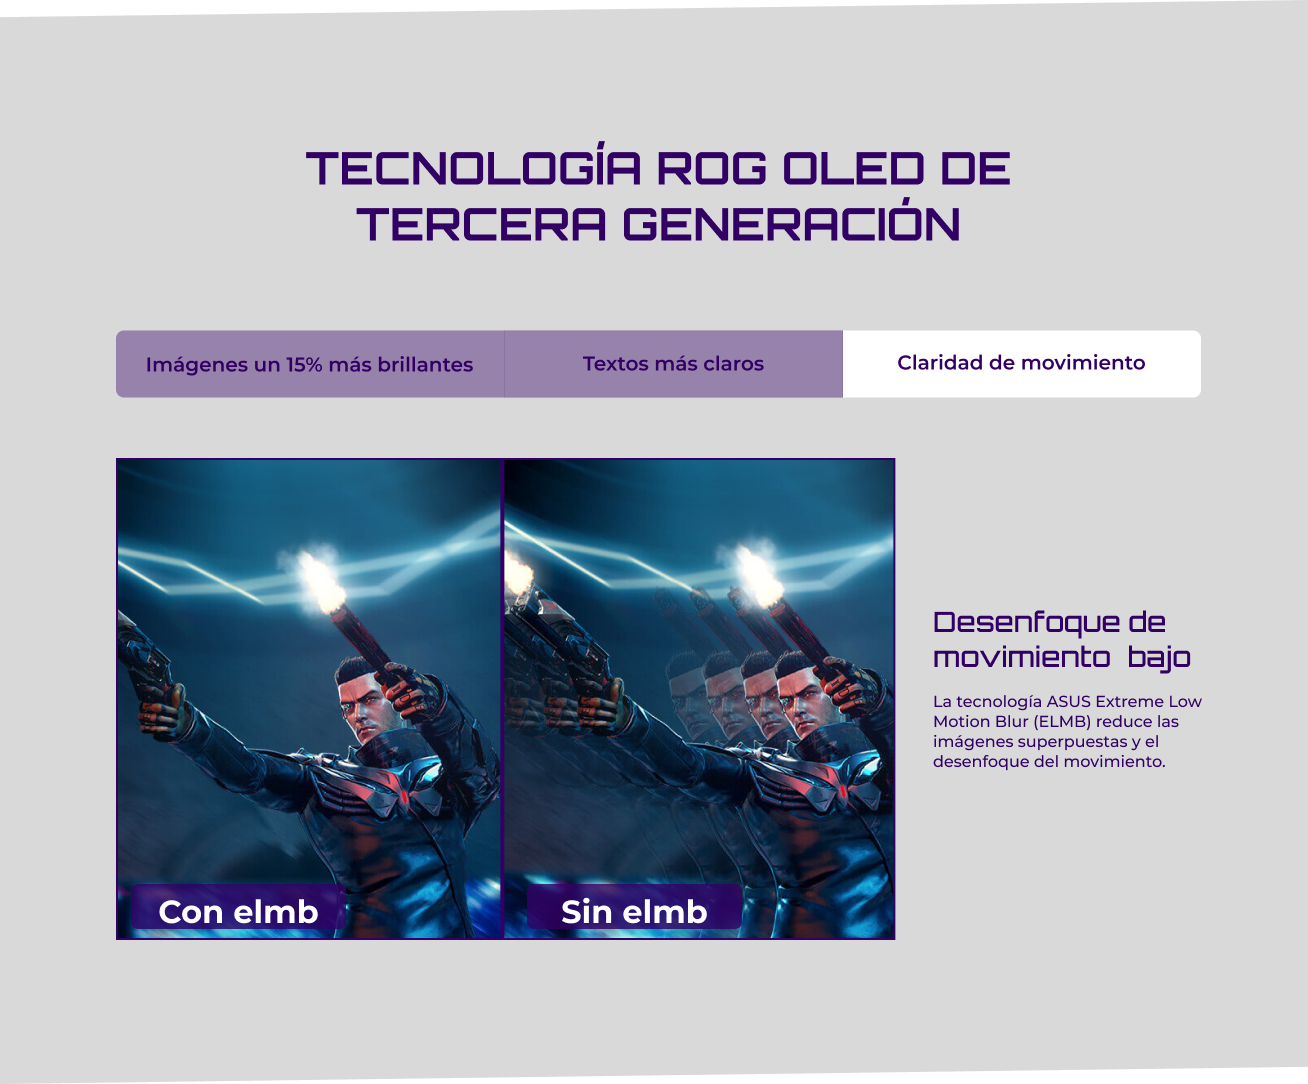 TECNOLOGÍA ROG OLED DE
TERCERA GENERACIÓN
Imágenes un 15% más brillantes
Textos más claros
Claridad de movimiento
Desenfoque de
movimiento bajo
La tecnología ASUS Extreme Low
Motion Blur (ELMB) reduce las
imágenes superpuestas y el
desenfoque del movimiento.
Con elmb
Sin elmb